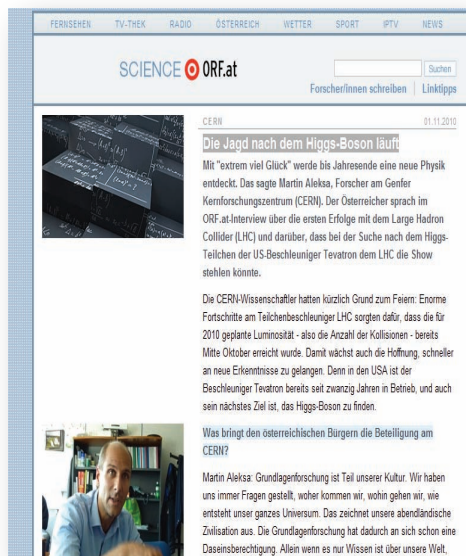 FERNSEHEN TV-THEK RADIO ÖSTERREICH WETTER SPORT IPTV NEWS
SCIENCE ORF.at
Suchen
Forscher/innen schreiben | Linktipps
CERN 01.11.2010
Die Jagd nach dem Higgs-Boson läuft
Mit "extrem viel Glück" werde bis Jahresende eine neue Physik
entdeckt. Das sagte Martin Aleksa, Forscher am Genfer
Kernforschungszentrum (CERN). Der Österreicher sprach im
ORF.at-Interview über die ersten Erfolge mit dem Large Hadron
Collider (LHC) und darüber, dass bei der Suche nach dem Higgs-
Teilchen der US-Beschleuniger Tevatron dem LHC die Show
stehlen könnte.
Die CERN-Wissenschaftler hatten kürzlich Grund zum Feiern: Enorme
Fortschritte am Teilchenbeschleuniger LHC sorgten dafür, dass die für
2010 geplante Luminosität - also die Anzahl der Kollisionen - bereits
Mitte Oktober erreicht wurde. Damit wächst auch die Hoffnung, schneller
an neue Erkenntnisse zu gelangen. Denn in den USA ist der
Beschleuniger Tevatron bereits seit zwanzig Jahren in Betrieb, und auch
sein nächstes Ziel ist, das Higgs-Boson zu finden.
Was bringt den österreichischen Bürgern die Beteiligung am
CERN?
Martin Aleksa: Grundlagenforschung ist Teil unserer Kultur. Wir haben
uns immer Fragen gestellt, woher kommen wir, wohin gehen wir, wie
entsteht unser ganzes Universum. Das zeichnet unsere abendländische
Zivilisation aus. Die Grundlagenforschung hat dadurch an sich schon eine
Daseinsberechtigung. Allein wenn es nur Wissen ist über unsere Welt,